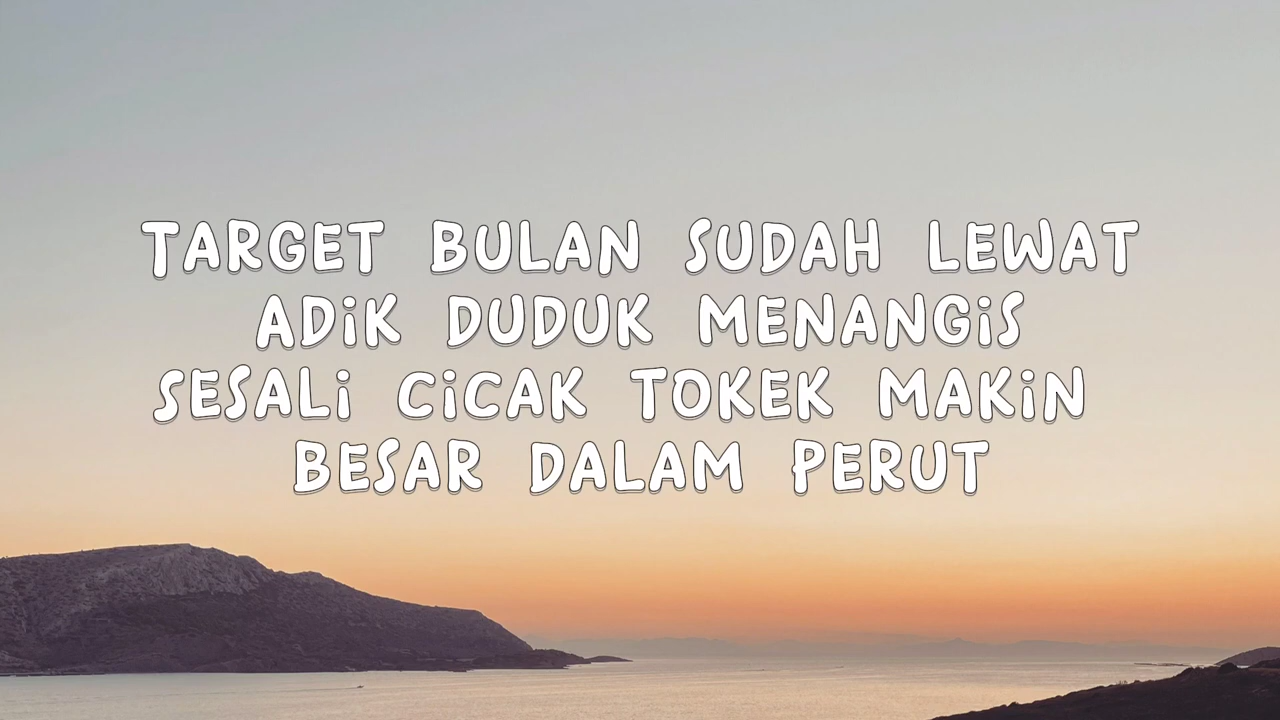 TARGET BULAN SUDAH LEWAT
ADiK DUDUK MENANGiS
SESALi CiCAK TOKEK MAKiN
BESAR DALAM PERUT